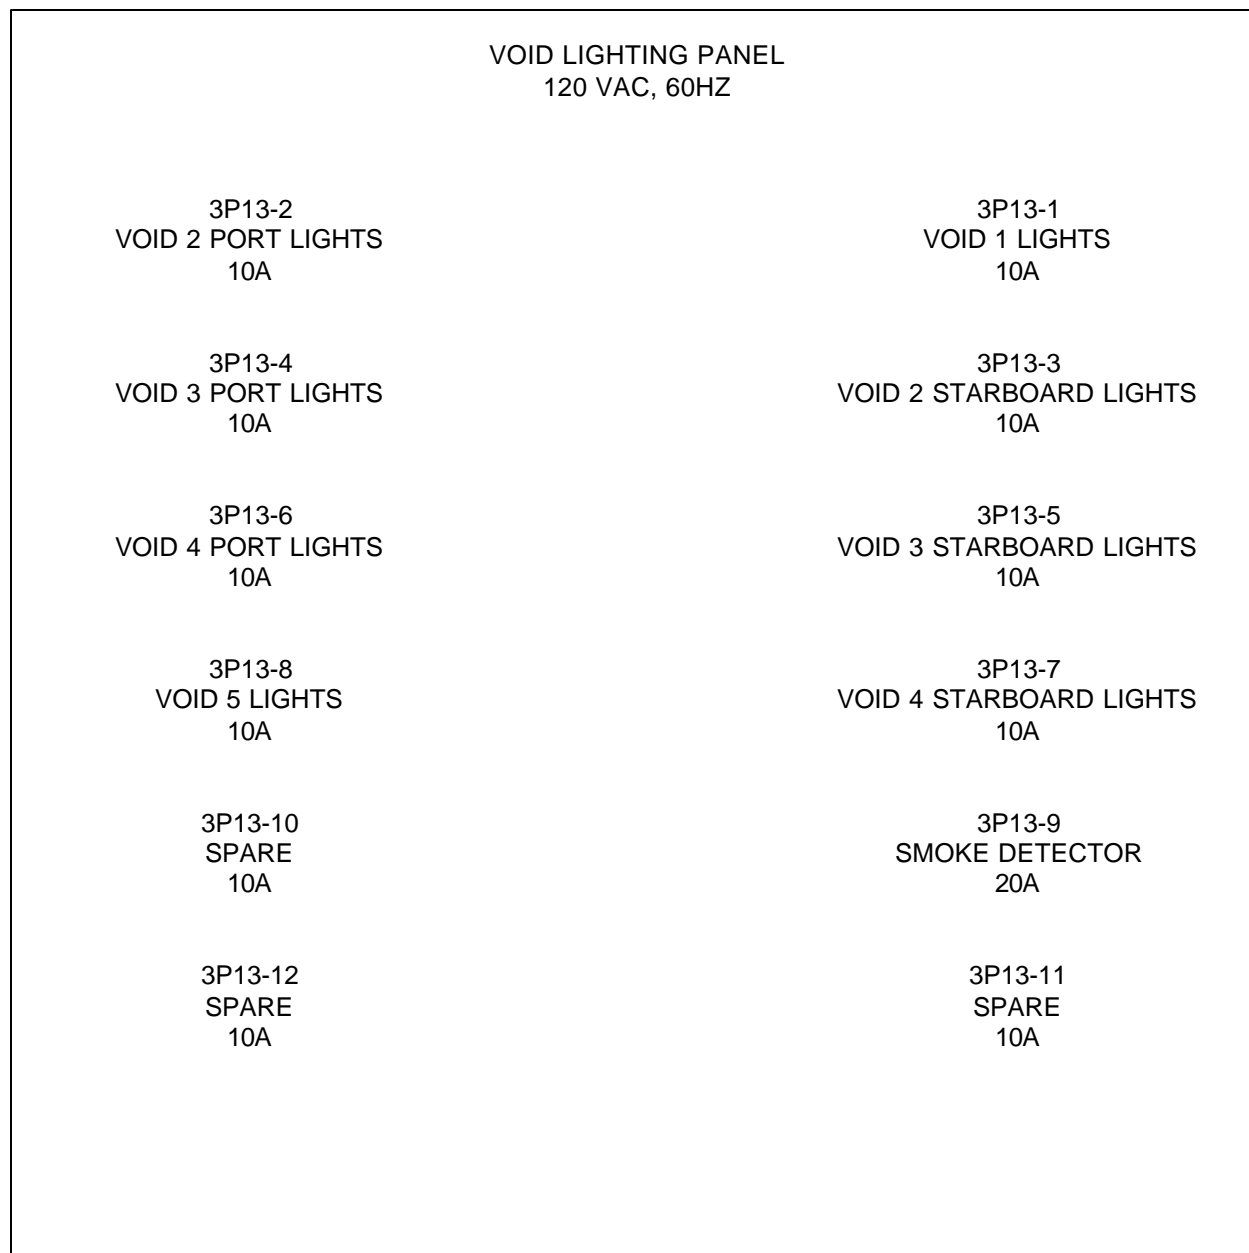 VOID LIGHTING PANEL
120 VAC, 60HZ
3P13-2
VOID 2 PORT LIGHTS
10A
3P13-1
VOID 1 LIGHTS
10A
3P13-4
VOID 3 PORT LIGHTS
10A
3P13-3
VOID 2 STARBOARD LIGHTS
10A
3P13-6
VOID 4 PORT LIGHTS
10A
3P13-5
VOID 3 STARBOARD LIGHTS
10A
3P13-8
VOID 5 LIGHTS
10A
3P13-7
VOID 4 STARBOARD LIGHTS
10A
3P13-10
SPARE
10A
3P13-9
SMOKE DETECTOR
20A
3P13-12
SPARE
10A
3P13-11
SPARE
10A